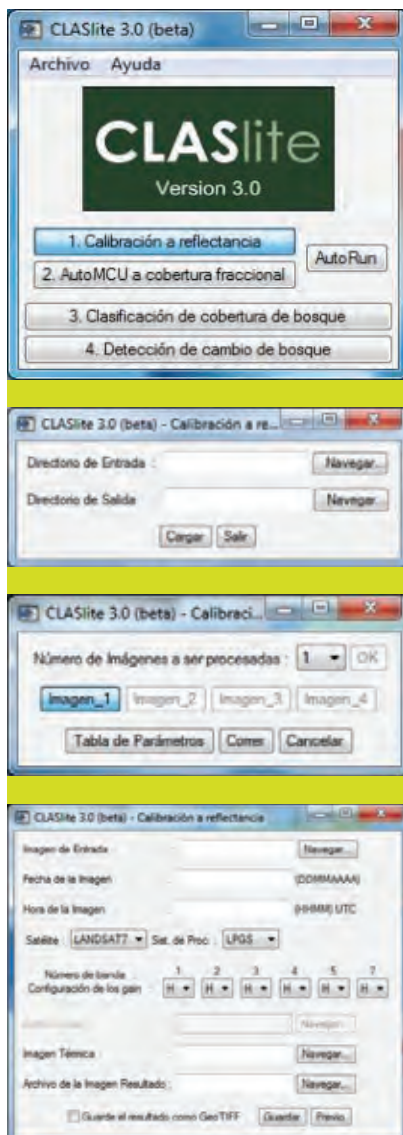 CLASlite 3.0 (beta)
Archivo Ayuda
CLASlite
Version 3.0
1. Calibración a reflectancia
AutoRun
2. AutoMCU a cobertura fraccional
3. Clasificación de cobertura de bosque
4. Detección de cambio de bosque
CLASlite 3.0 (beta) - Calibración a re...
Directorio de Entrada : Navegar...
Directorio de Salida Navegar...
Cargar Salir
CLASlite 3.0 (beta) - Calibraci...
Número de Imágenes a ser procesadas : 1 OK
Imagen_1 Imagen_2 Imagen_3 Imagen_4
Tabla de Parámetros Correr Cancelar
CLASlite 3.0 (beta) - Calibración a reflectancia
Imagen de Entrada : Navegar...
Fecha de la Imagen : (DDMMAAAA)
Hora de la Imagen : (HHMM) UTC
Satélite : LANDSAT7 Sist. de Proc. : LPGS
Número de banda 1 2 3 4 5 7
Configuración de los gain : H H H H H H
Navegar...
Imagen Térmica : Navegar...
Archivo de la Imagen Resultado : Navegar...
Guarde el resultado como GeoTIFF Guardar Previo